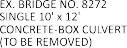 EX. BRIDGE NO. 8272
SINGLE 10' x 12'
CONCRETE-BOX CULVERT
(TO BE REMOVED)